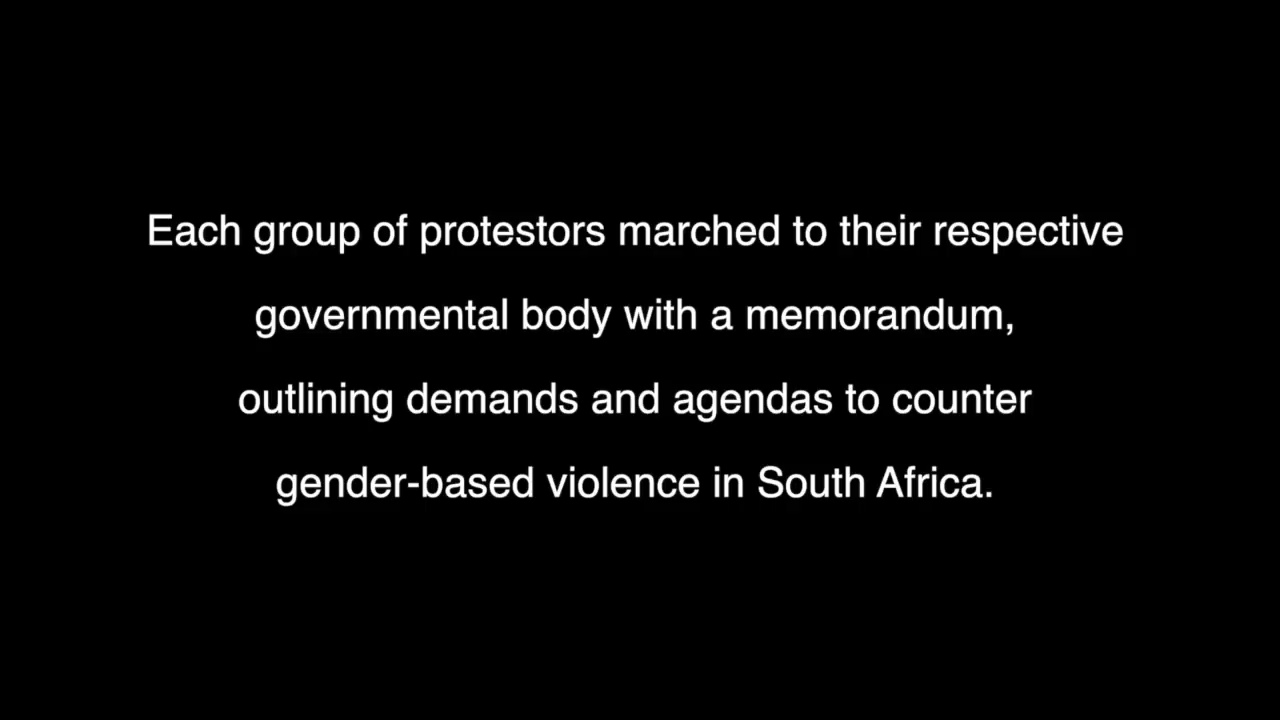 Each group of protestors marched to their respective
governmental body with a memorandum,
outlining demands and agendas to counter
gender-based violence in South Africa.